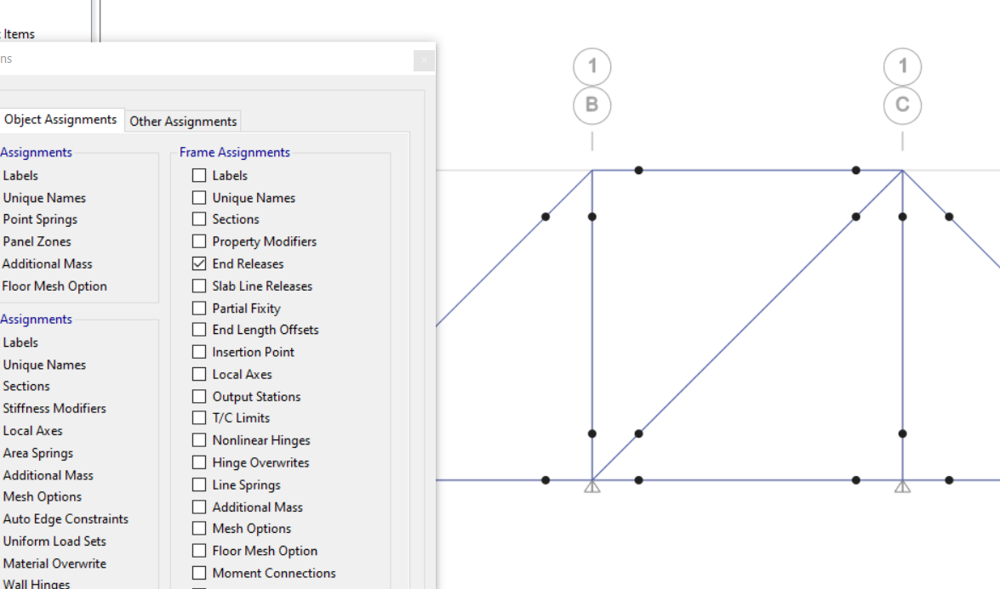 Items
ns
Object Assignments
Other Assignments
Assignments
Labels
Unique Names
Point Springs
Panel Zones
Additional Mass
Floor Mesh Option
Assignments
Labels
Unique Names
Sections
Stiffness Modifiers
Local Axes
Area Springs
Additional Mass
Mesh Options
Auto Edge Constraints
Uniform Load Sets
Material Overwrite
Wall Hinges
Frame Assignments
Labels
Unique Names
Sections
Property Modifiers
End Releases
Slab Line Releases
Partial Fixity
End Length Offsets
Insertion Point
Local Axes
Output Stations
T/C Limits
Nonlinear Hinges
Hinge Overwrites
Line Springs
Additional Mass
Mesh Options
Floor Mesh Option
Moment Connections
1
B
1
C